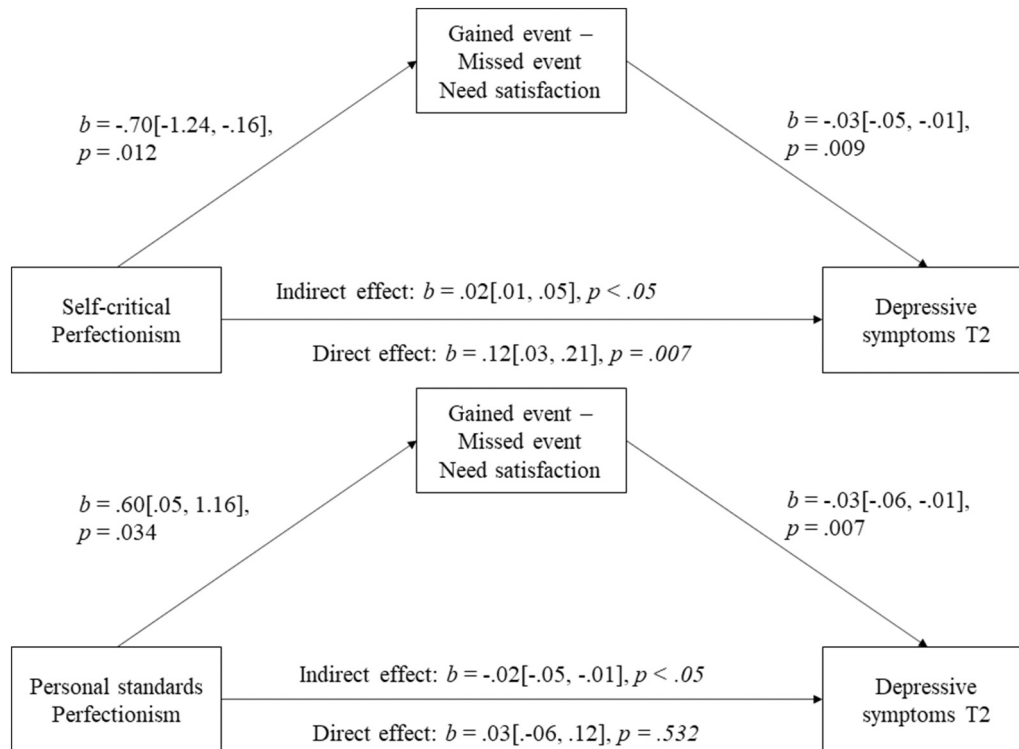 Gained event –
Missed event
Need satisfaction
b = -.70[-1.24, -.16],
p = .012
b = -.03[-.05, -.01],
p = .009
Self-critical
Perfectionism
Indirect effect: b = .02[.01, .05], p < .05
Direct effect: b = .12[.03, .21], p = .007
Depressive
symptoms T2
Gained event –
Missed event
Need satisfaction
b = .60[.05, 1.16],
p = .034
b = -.03[-.06, -.01],
p = .007
Personal standards
Perfectionism
Indirect effect: b = -.02[-.05, -.01], p < .05
Direct effect: b = .03[.-06, .12], p = .532
Depressive
symptoms T2